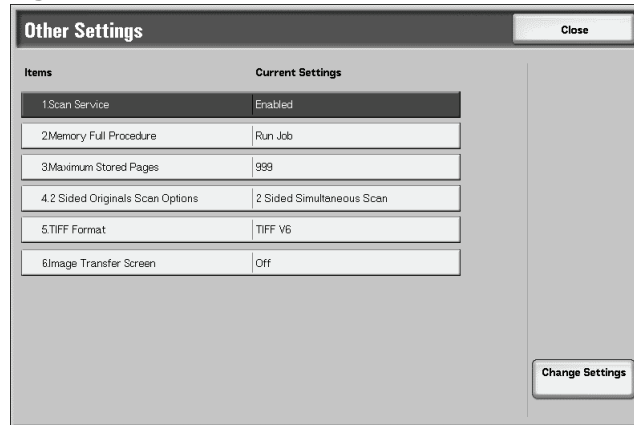 Other Settings
Close
Items
Current Settings
1.Scan Service
Enabled
2.Memory Full Procedure
Run Job
3.Maximum Stored Pages
999
4.2 Sided Originals Scan Options
2 Sided Simultaneous Scan
5.TIFF Format
TIFF V6
6.Image Transfer Screen
Off
Change Settings